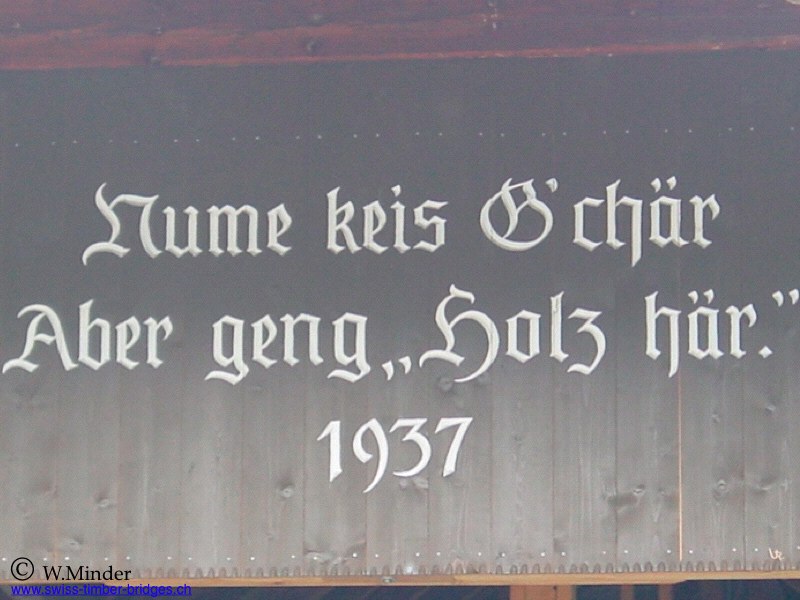 Nume keis G'chär
Aber geng „Holz här.”
1937
© W.Minder
www.swiss-timber-bridges.ch